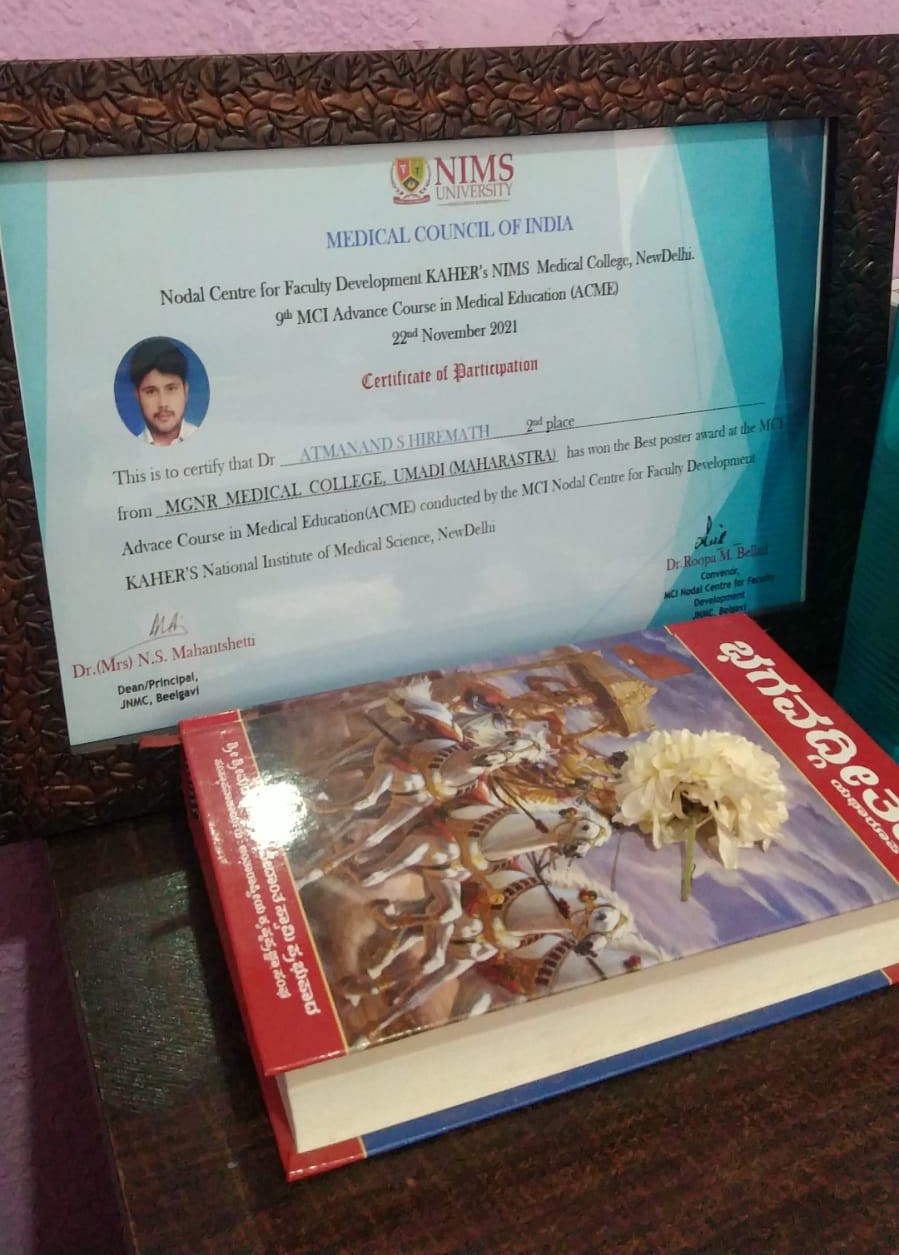 NIMS
UNIVERSITY
MEDICAL COUNCIL OF INDIA
Nodal Centre for Faculty Development KAHER's NIMS Medical College, NewDelhi.
9th MCI Advance Course in Medical Education (ACME)
22nd November 2021
Certificate of Participation
This is to certify that Dr ATMANAND S HIREMATH 2nd place
from MGNR MEDICAL COLLEGE, UMADI (MAHARASTRA) has won the Best poster award at the MCI
Advace Course in Medical Education(ACME) conducted by the MCI Nodal Centre for Faculty Development
KAHER'S National Institute of Medical Science, NewDelhi
Dr.(Mrs) N.S. Mahantshetti
Dean/Principal,
JNMC, Beelgavi
Dr.Roopa M. Bellad
Convenor,
MCI Nodal Centre for Faculty
Development
JNMC, Belgavi
ಭಗವದ್ಗೀತಾ
ಯಥಾರೂಪ
ಸ್ವಾಮಿ ಪ್ರಭುಪಾದ